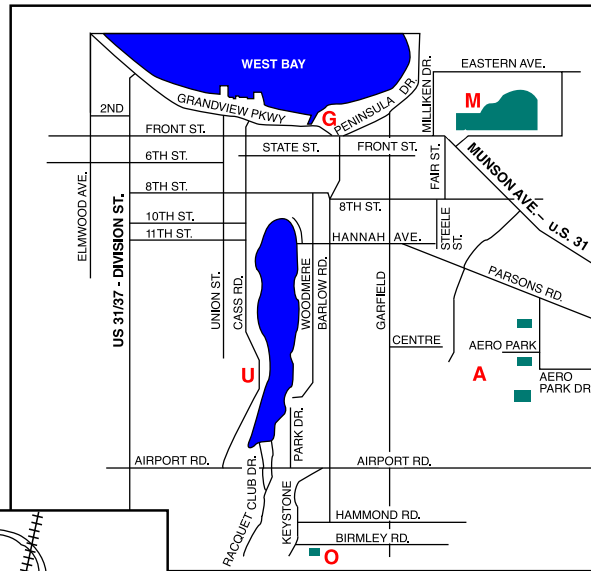 WEST BAY
EASTERN AVE.
MILLIKEN DR.
M
2ND
GRANDVIEW PKWY
G
PENINSULA DR.
FRONT ST.
STATE ST.
FRONT ST.
FAIR ST.
MUNSON AVE. - U.S. 31
6TH ST.
8TH ST.
8TH ST.
ELMWOOD AVE.
US 31/37 - DIVISION ST.
10TH ST.
11TH ST.
HANNAH AVE.
STEELE ST.
UNION ST.
CASS RD.
WOODMERE
BARLOW RD.
GARFIELD
PARSONS RD.
CENTRE
AERO PARK
U
A
AERO
PARK DR
PARK DR.
AIRPORT RD.
AIRPORT RD.
RACQUET CLUB DR.
KEYSTONE
HAMMOND RD.
BIRMLEY RD.
O